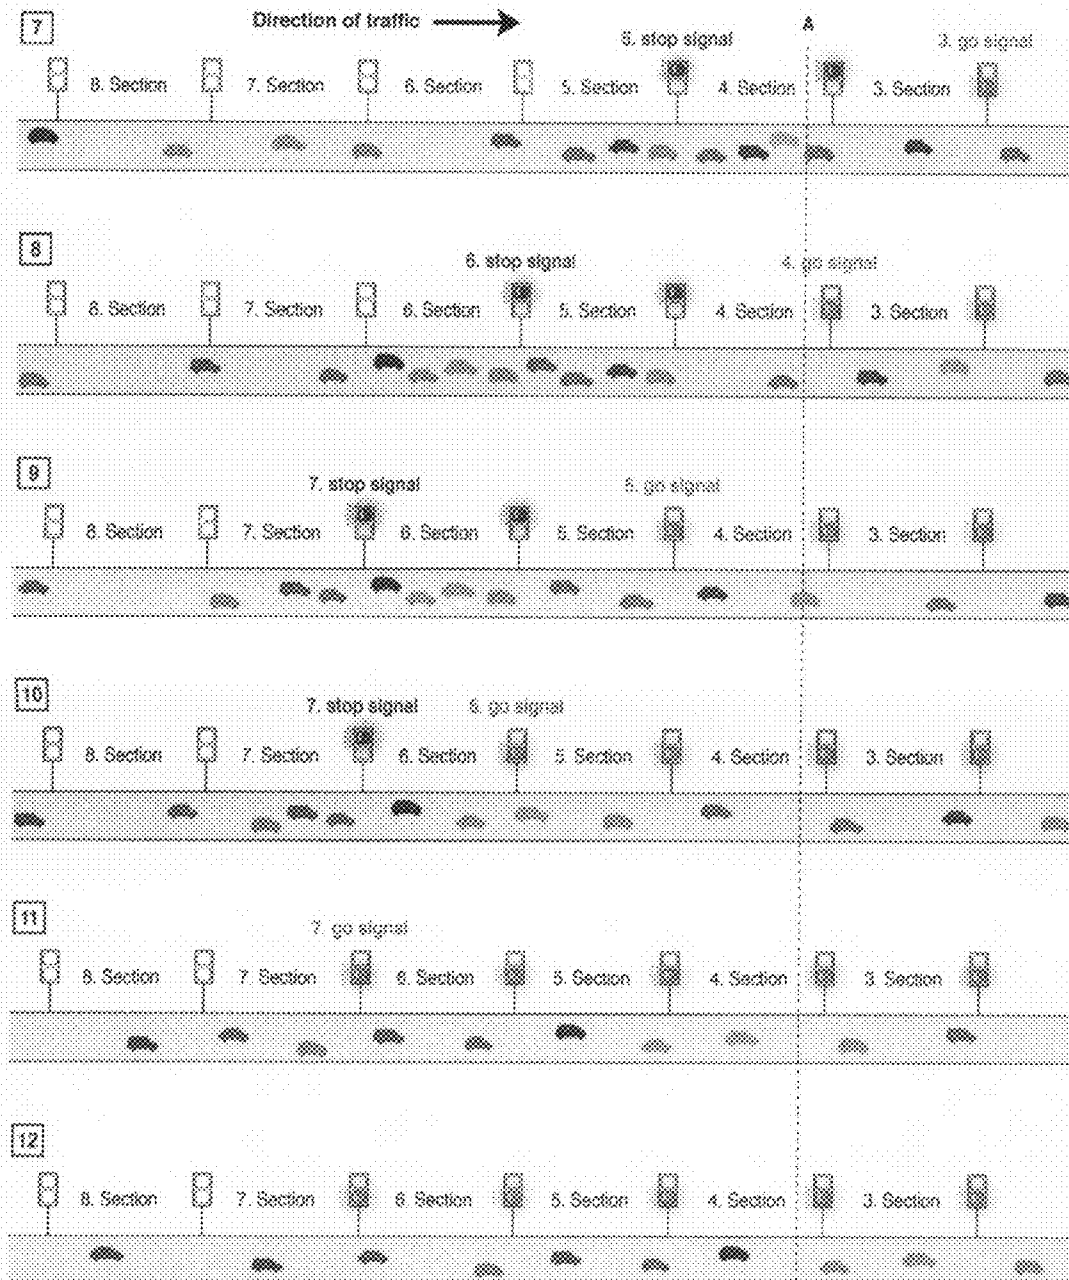 7 Direction of traffic A
5. stop signal 3. go signal
8. Section 7. Section 6. Section 5. Section 4. Section 3. Section
8
6. stop signal 4. go signal
8. Section 7. Section 6. Section 5. Section 4. Section 3. Section
9
7. stop signal 5. go signal
8. Section 7. Section 6. Section 5. Section 4. Section 3. Section
10
7. stop signal 6. go signal
8. Section 7. Section 6. Section 5. Section 4. Section 3. Section
11
7. go signal
8. Section 7. Section 6. Section 5. Section 4. Section 3. Section
12
8. Section 7. Section 6. Section 5. Section 4. Section 3. Section